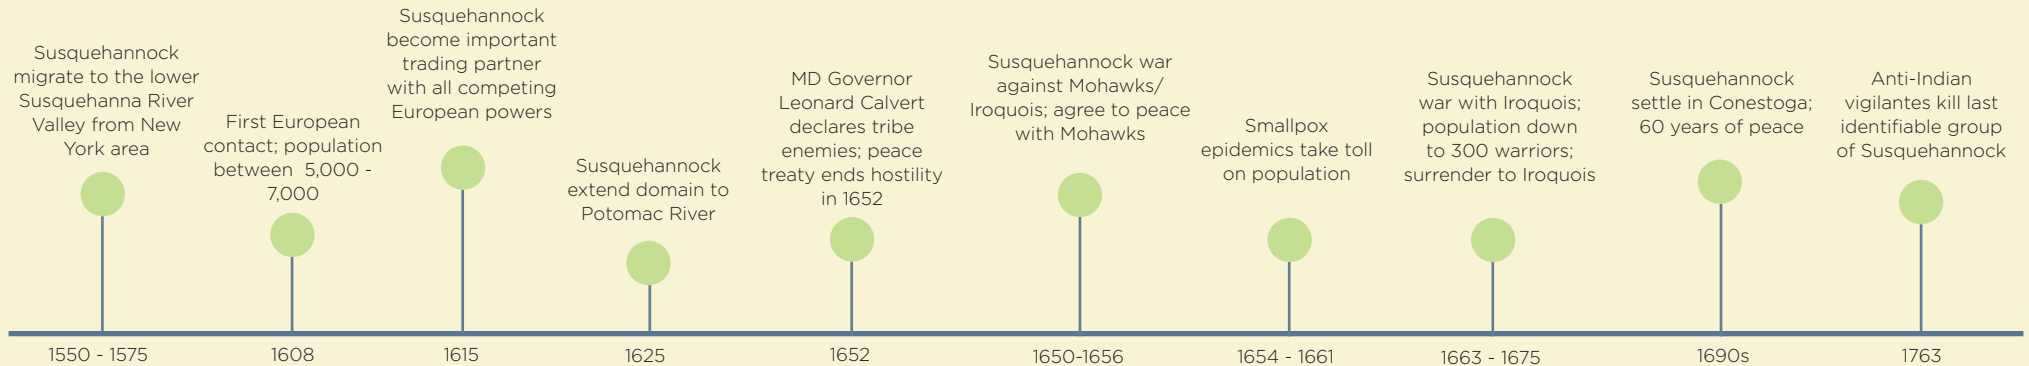 Susquehannock
migrate to the lower
Susquehanna River
Valley from New
York area
1550 - 1575
First European
contact; population
between 5,000 -
7,000
1608
Susquehannock
become important
trading partner
with all competing
European powers
1615
Susquehannock
extend domain to
Potomac River
1625
MD Governor
Leonard Calvert
declares tribe
enemies; peace
treaty ends hostility
in 1652
1652
Susquehannock war
against Mohawks/
Iroquois; agree to peace
with Mohawks
1650-1656
Smallpox
epidemics take toll
on population
1654 - 1661
Susquehannock
war with Iroquois;
population down
to 300 warriors;
surrender to Iroquois
1663 - 1675
Susquehannock
settle in Conestoga;
60 years of peace
1690s
Anti-Indian
vigilantes kill last
identifiable group
of Susquehannock
1763